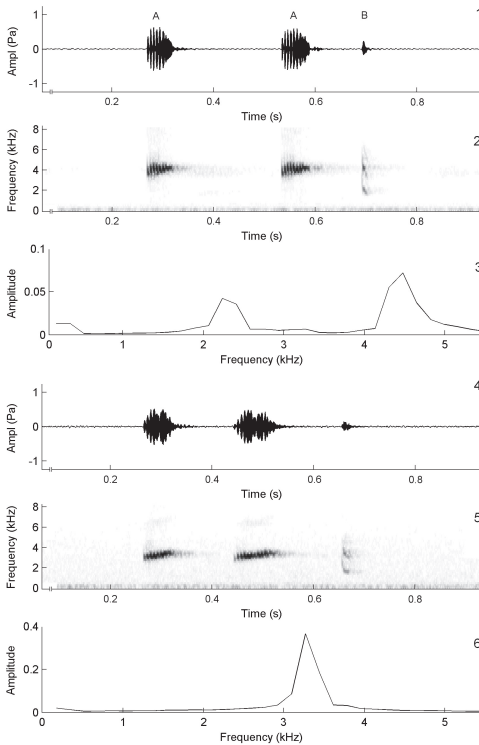 A A B 1
1
0
-1
Ampl (Pa)
0.2 0.4 0.6 0.8
Time (s)
2
8
6
4
2
0
Frequency (kHz)
0.2 0.4 0.6 0.8
Time (s)
3
0.1
0.05
0
Amplitude
0 1 2 3 4 5
Frequency (kHz)
4
1
0
-1
Ampl (Pa)
0.2 0.4 0.6 0.8
Time (s)
5
8
6
4
2
0
Frequency (kHz)
0.2 0.4 0.6 0.8
Time (s)
6
0.4
0.2
0
Amplitude
0 1 2 3 4 5
Frequency (kHz)